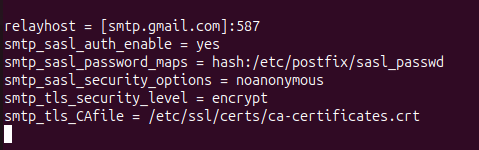 relayhost = [smtp.gmail.com]:587
smtp_sasl_auth_enable = yes
smtp_sasl_password_maps = hash:/etc/postfix/sasl_passwd
smtp_sasl_security_options = noanonymous
smtp_tls_security_level = encrypt
smtp_tls_CAfile = /etc/ssl/certs/ca-certificates.crt